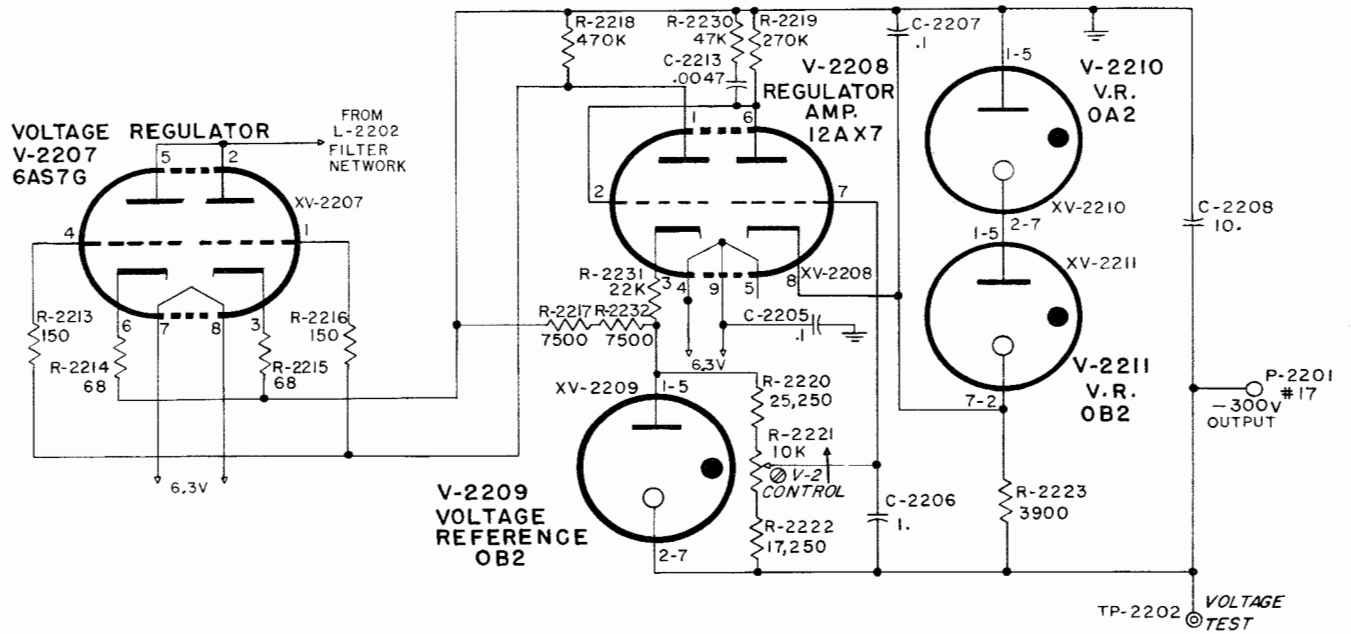 VOLTAGE REGULATOR
V-2207
6AS7G
5
2
FROM
L-2202
FILTER
NETWORK
XV-2207
4
1
R-2213
150
6
7
8
3
R-2216
150
R-2214
68
R-2215
68
6.3V
R-2218
470K
R-2230
47K
R-2219
270K
C-2213
.0047
C-2207
.1
V-2208
REGULATOR
AMP.
12AX7
1
6
2
7
R-2231
22K
3
4
9
5
8
XV-2208
R-2217
7500
R-2232
7500
C-2205
.1
6.3V
XV-2209
1-5
R-2220
25,250
R-2221
10K
V-2
CONTROL
V-2209
VOLTAGE
REFERENCE
OB2
2-7
R-2222
17,250
C-2206
1.
1-5
V-2210
V.R.
OA2
XV-2210
2-7
1-5
XV-2211
V-2211
V.R.
OB2
7-2
C-2208
10.
P-2201
#17
-300V
OUTPUT
R-2223
3900
TP-2202
VOLTAGE
TEST